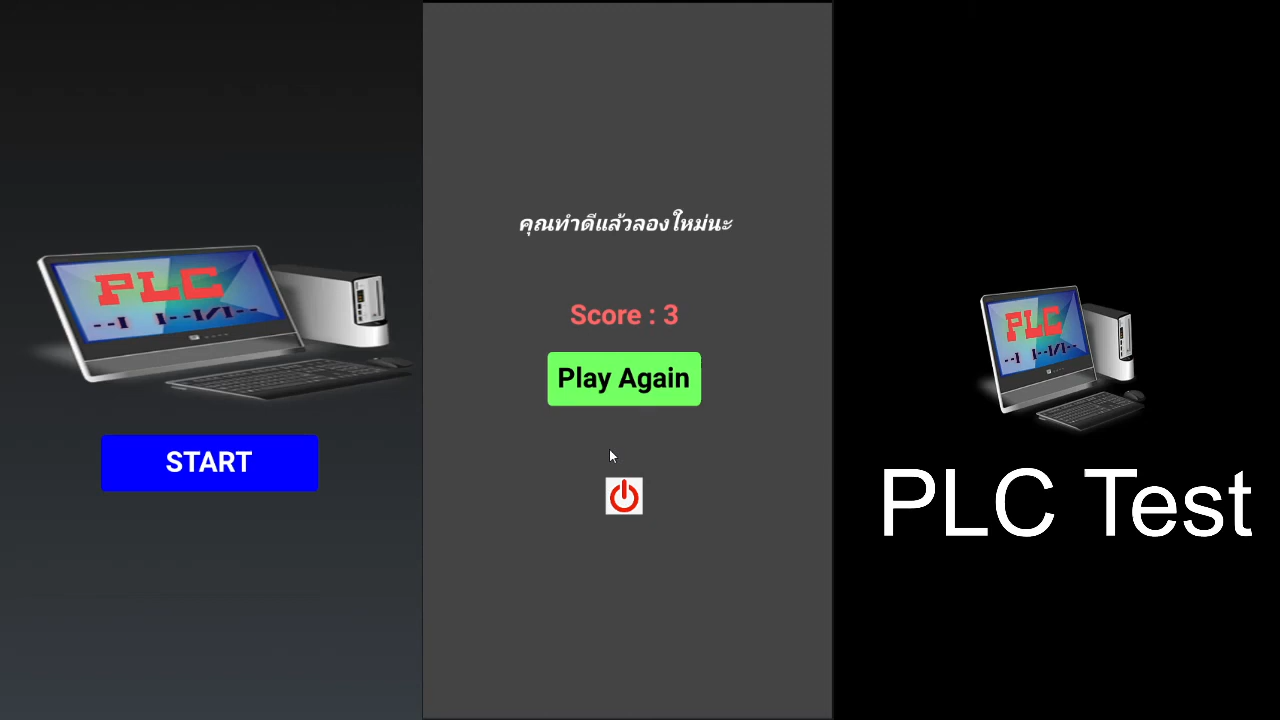 PLC
START
คุณทำดีแล้วลองใหม่นะ
Score : 3
Play Again
PLC
PLC Test